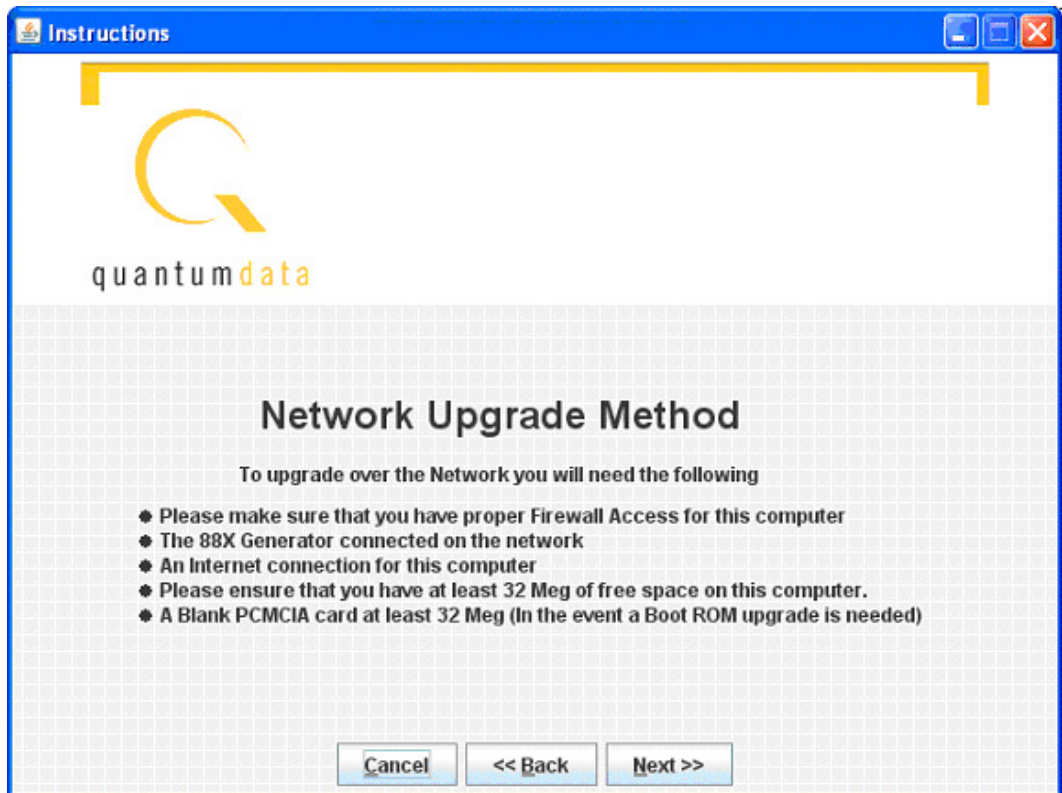 Instructions
quantumdata
Network Upgrade Method
To upgrade over the Network you will need the following
● Please make sure that you have proper Firewall Access for this computer
● The 88X Generator connected on the network
● An Internet connection for this computer
● Please ensure that you have at least 32 Meg of free space on this computer.
● A Blank PCMCIA card at least 32 Meg (In the event a Boot ROM upgrade is needed)
Cancel << Back Next >>